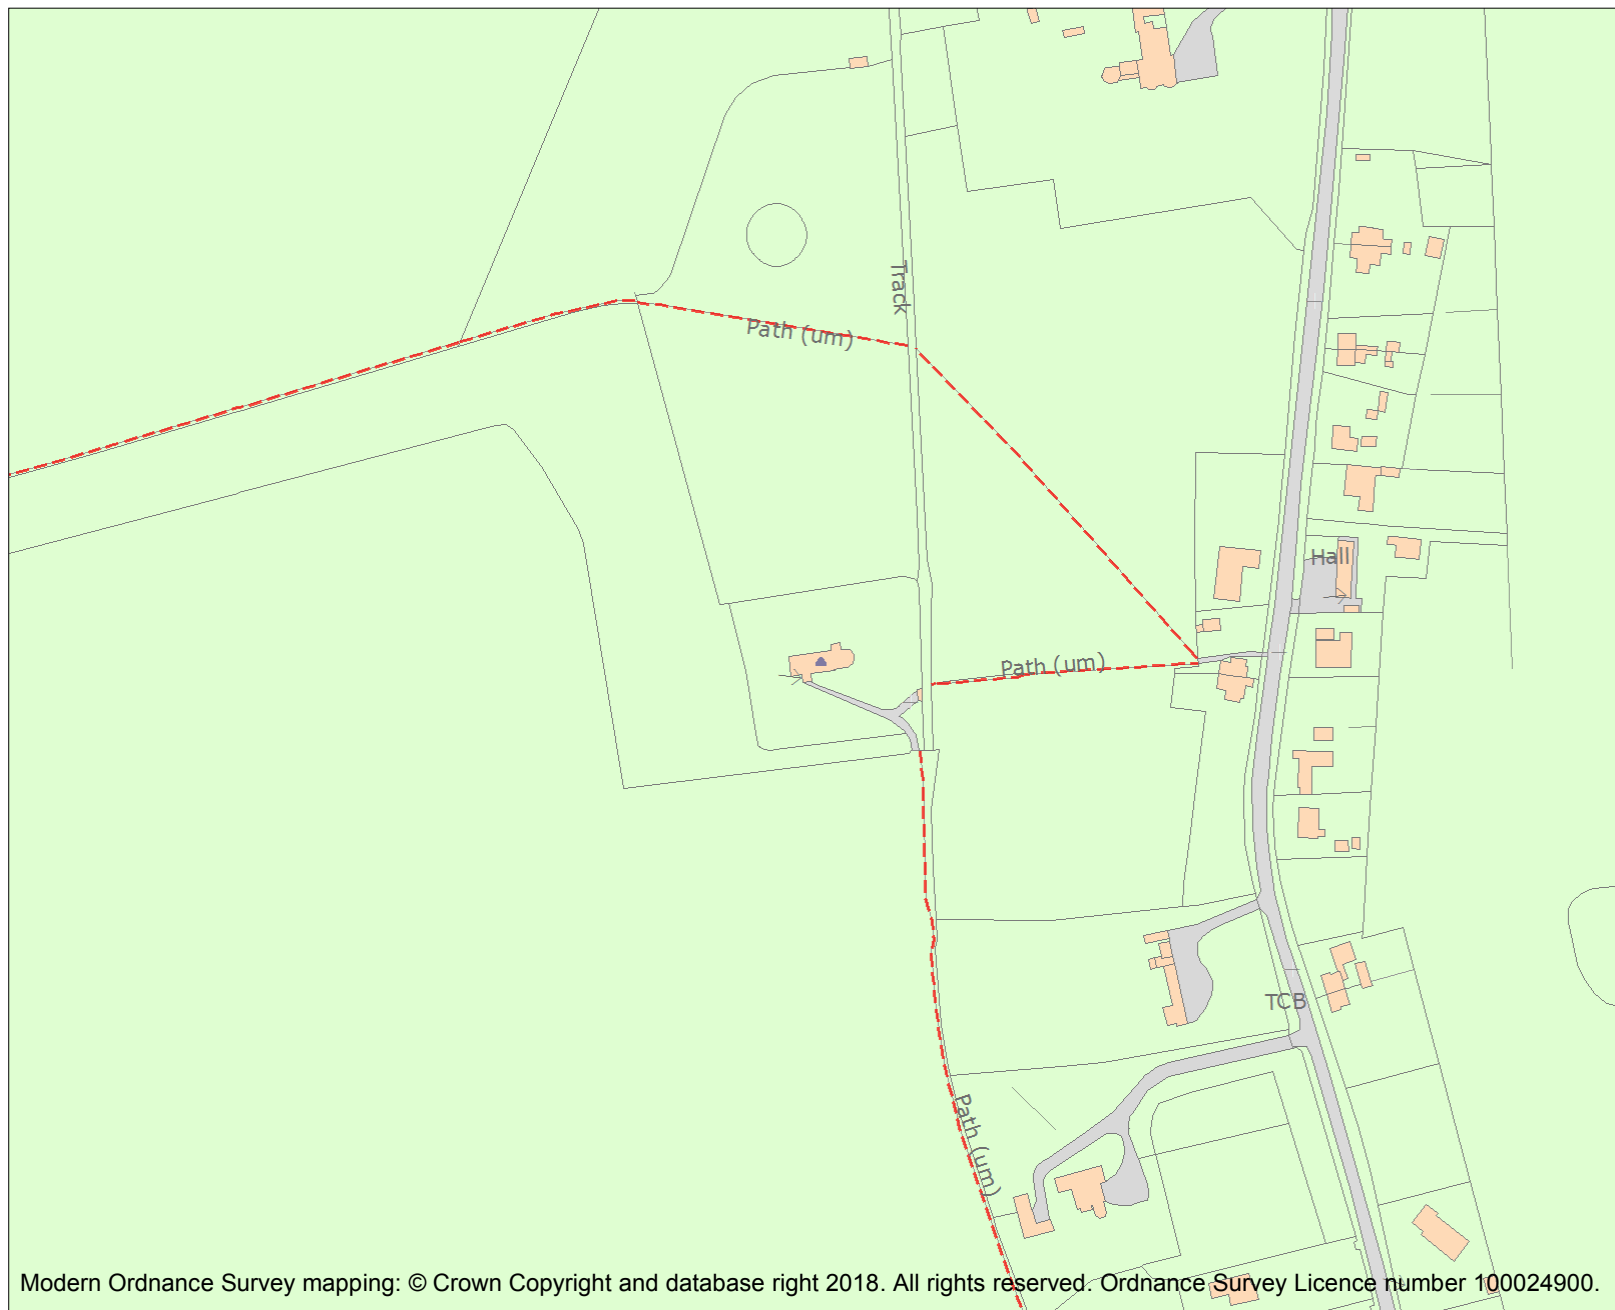 Track
Path (um)
Hall
Path (um)
TCB
Path (um)
Modern Ordnance Survey mapping: © Crown Copyright and database right 2018. All rights reserved. Ordnance Survey Licence number 100024900.